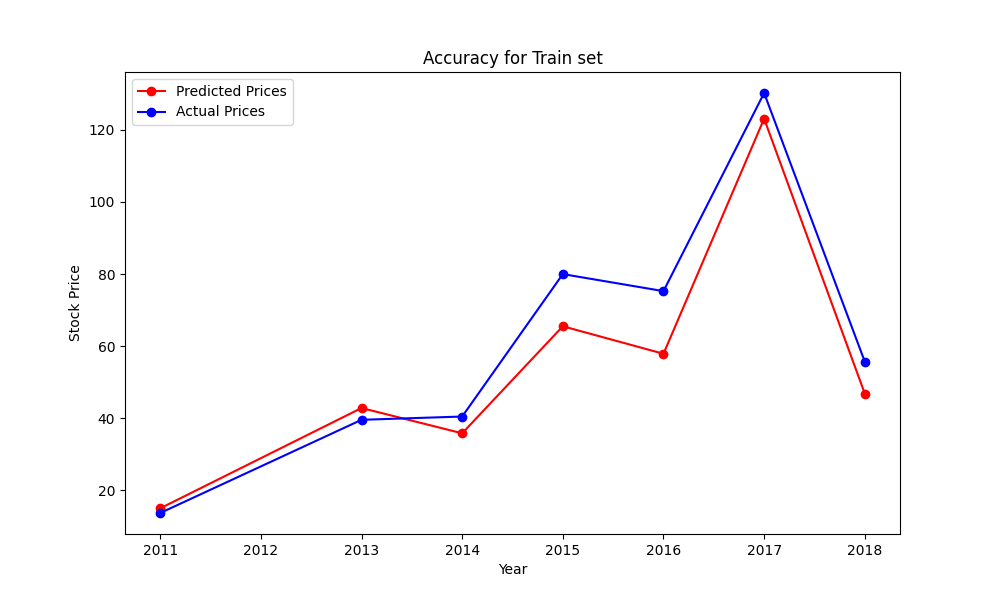 Accuracy for Train set
Predicted Prices
Actual Prices
120
100
80
60
40
20
Stock Price
2011 2012 2013 2014 2015 2016 2017 2018
Year